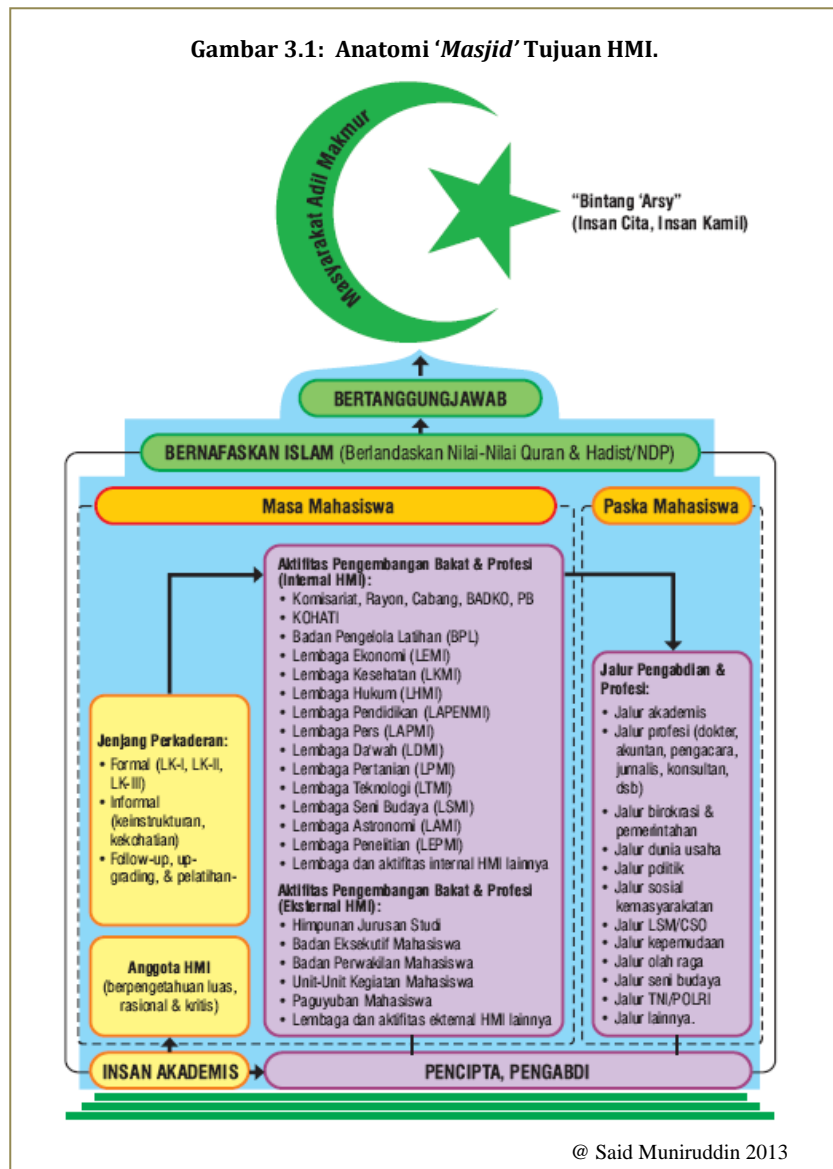 Gambar 3.1: Anatomi ‘Masjid’ Tujuan HMI.
Masyarakat Adil Makmur
“Bintang ‘Arsy”
(Insan Cita, Insan Kamil)
BERTANGGUNGJAWAB
BERNAFASKAN ISLAM (Berlandaskan Nilai-Nilai Quran & Hadist/NDP)
Masa Mahasiswa
Jenjang Perkaderan:
• Formal (LK-I, LK-II,
LK-III)
• Informal
(keinstrukturan,
kekohatian)
• Follow-up, up-
grading, & pelatihan-
Anggota HMI
(berpengetahuan luas,
rasional & kritis)
Aktifitas Pengembangan Bakat & Profesi
(Internal HMI):
• Komisariat, Rayon, Cabang, BADKO, PB
• KOHATI
• Badan Pengelola Latihan (BPL)
• Lembaga Ekonomi (LEMI)
• Lembaga Kesehatan (LKMI)
• Lembaga Hukum (LHMI)
• Lembaga Pendidikan (LAPENMI)
• Lembaga Pers (LAPMI)
• Lembaga Da'wah (LDMI)
• Lembaga Pertanian (LPMI)
• Lembaga Teknologi (LTMI)
• Lembaga Seni Budaya (LSMI)
• Lembaga Astronomi (LAMI)
• Lembaga Penelitian (LEPMI)
• Lembaga dan aktifitas internal HMI lainnya
Aktifitas Pengembangan Bakat & Profesi
(Eksternal HMI):
• Himpunan Jurusan Studi
• Badan Eksekutif Mahasiswa
• Badan Perwakilan Mahasiswa
• Unit-Unit Kegiatan Mahasiswa
• Paguyuban Mahasiswa
• Lembaga dan aktifitas ekternal HMI lainnya
Paska Mahasiswa
Jalur Pengabdian &
Profesi:
• Jalur akademis
• Jalur profesi (dokter,
akuntan, pengacara,
jurnalis, konsultan,
dsb)
• Jalur birokrasi &
pemerintahan
• Jalur dunia usaha
• Jalur politik
• Jalur sosial
kemasyarakatan
• Jalur LSM/CSO
• Jalur kepemudaan
• Jalur olah raga
• Jalur seni budaya
• Jalur TNI/POLRI
• Jalur lainnya.
INSAN AKADEMIS
PENCIPTA, PENGABDI
@ Said Muniruddin 2013